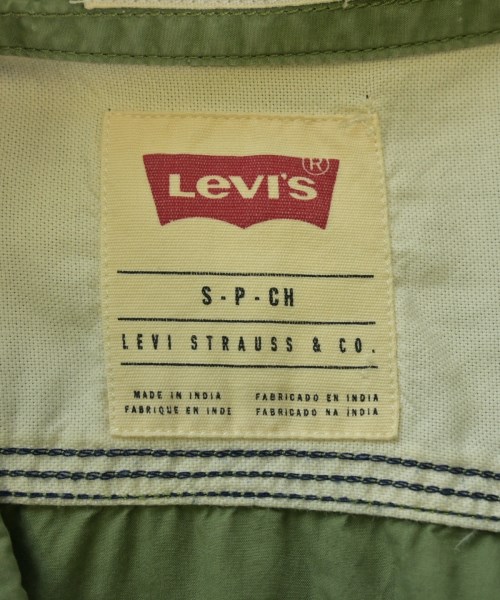 Levi's®
S - P - CH
LEVI STRAUSS & CO.
MADE IN INDIA
FABRIQUE EN INDE
FABRICADO EN INDIA
FABRICADO NA INDIA